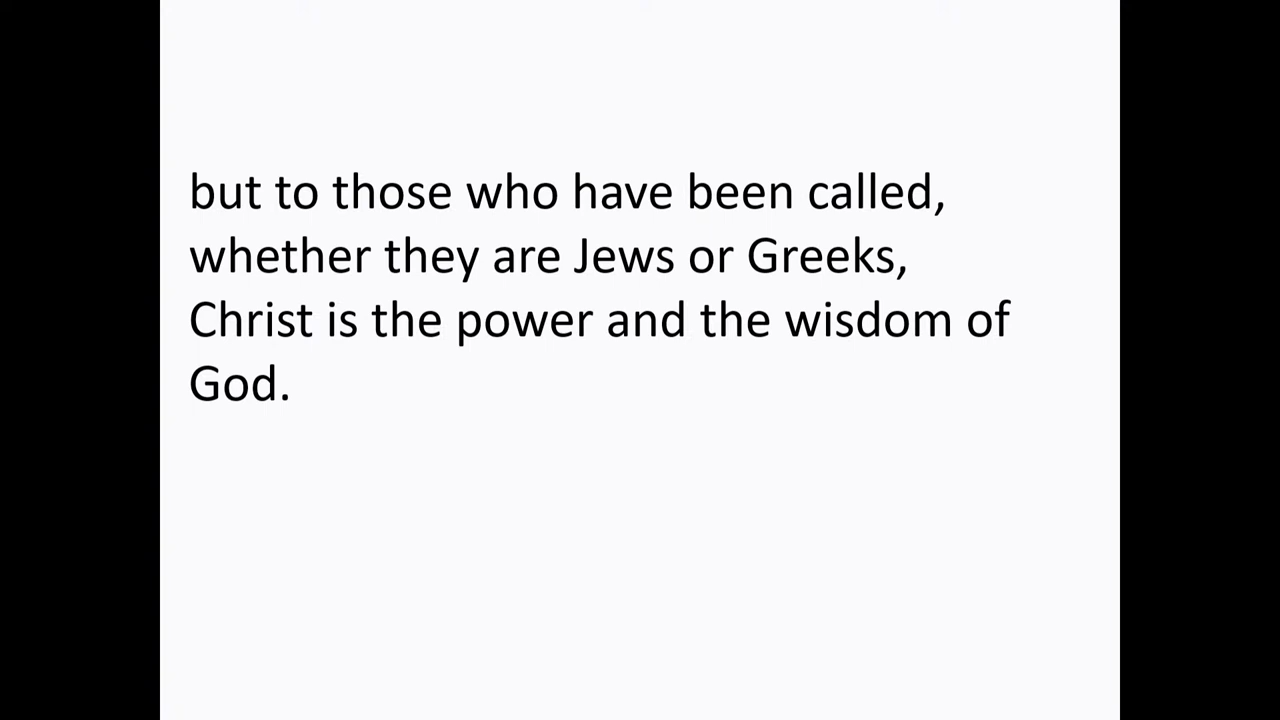 but to those who have been called,
whether they are Jews or Greeks,
Christ is the power and the wisdom of
God.